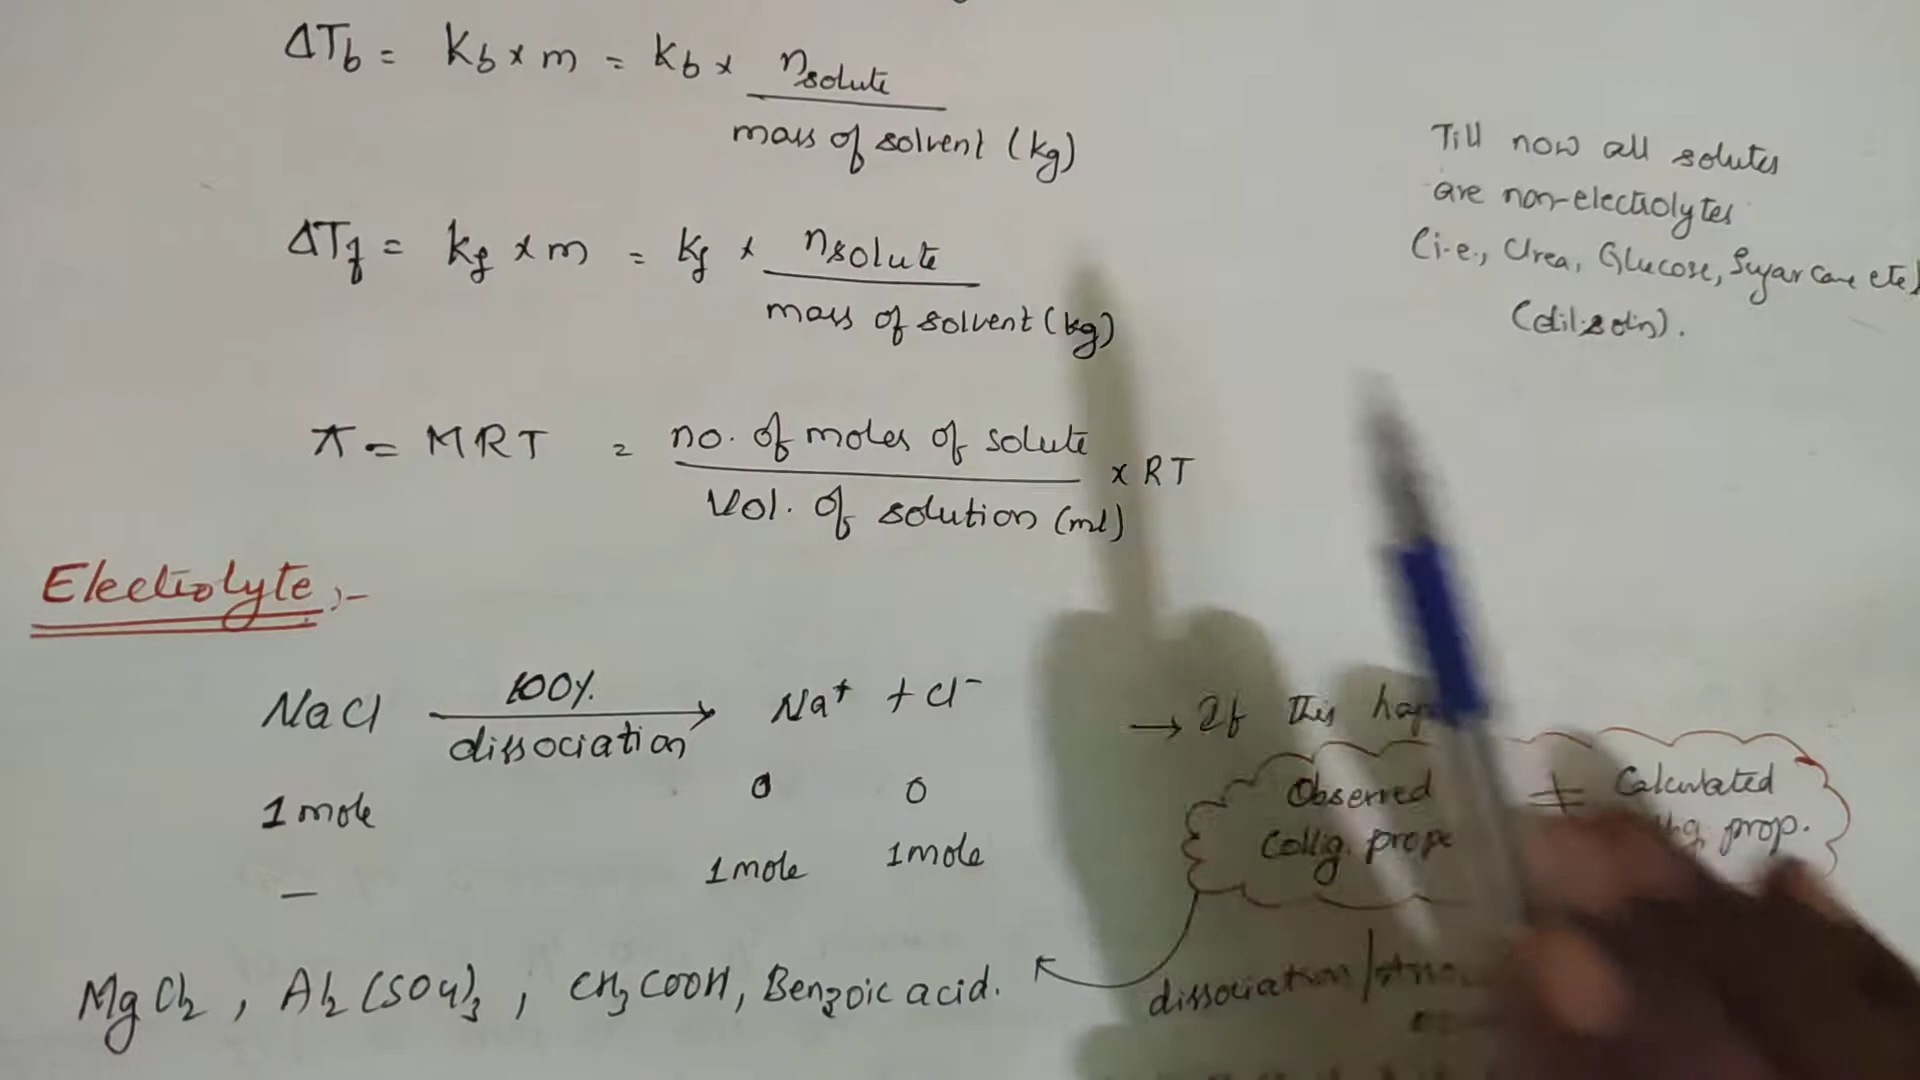 ΔTb = Kb × m = Kb × nsolute / mass of solvent (kg)
Till now all solutes
are non-electrolytes
(i.e., Urea, Glucose, Sugar cane etc)
(dil. soln).
ΔTf = kf × m = kf × nsolute / mass of solvent (kg)
π = MRT = no. of moles of solute / Vol. of solution (ml) × RT
Electrolyte :-
NaCl 100% dissociation → Na⁺ + Cl⁻
1 mole 0 0
— 1 mole 1 mole
→ If this
Observed ≠ Calculated
Collig. prope prop.
dissociation /
MgCl2 , Al2(SO4)3 , CH3COOH, Benzoic acid.